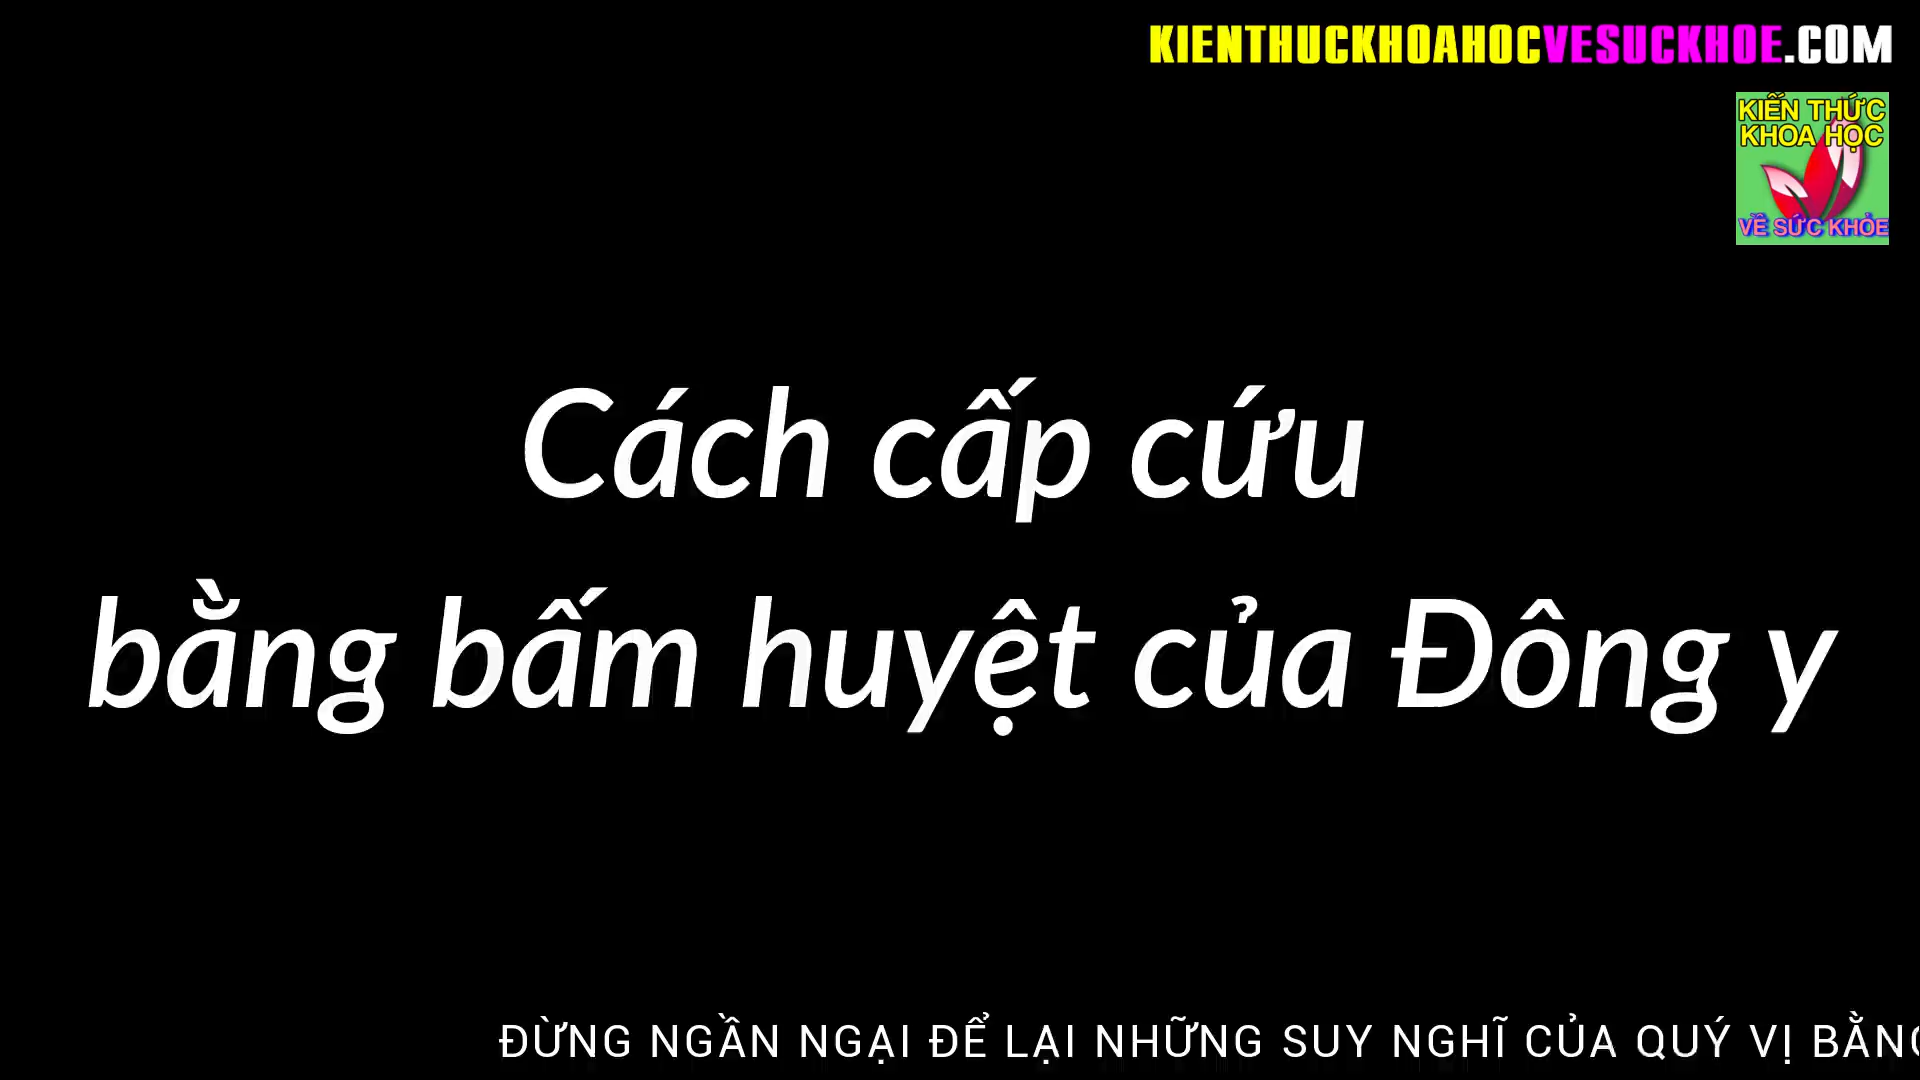 KIENTHUCKHOAHOCVESUCKHOE.COM
KIẾN THỨC
KHOA HỌC
VỀ SỨC KHỎE
Cách cấp cứu
bằng bấm huyệt của Đông y
ĐỪNG NGẦN NGẠI ĐỂ LẠI NHỮNG SUY NGHĨ CỦA QUÝ VỊ BẰNG